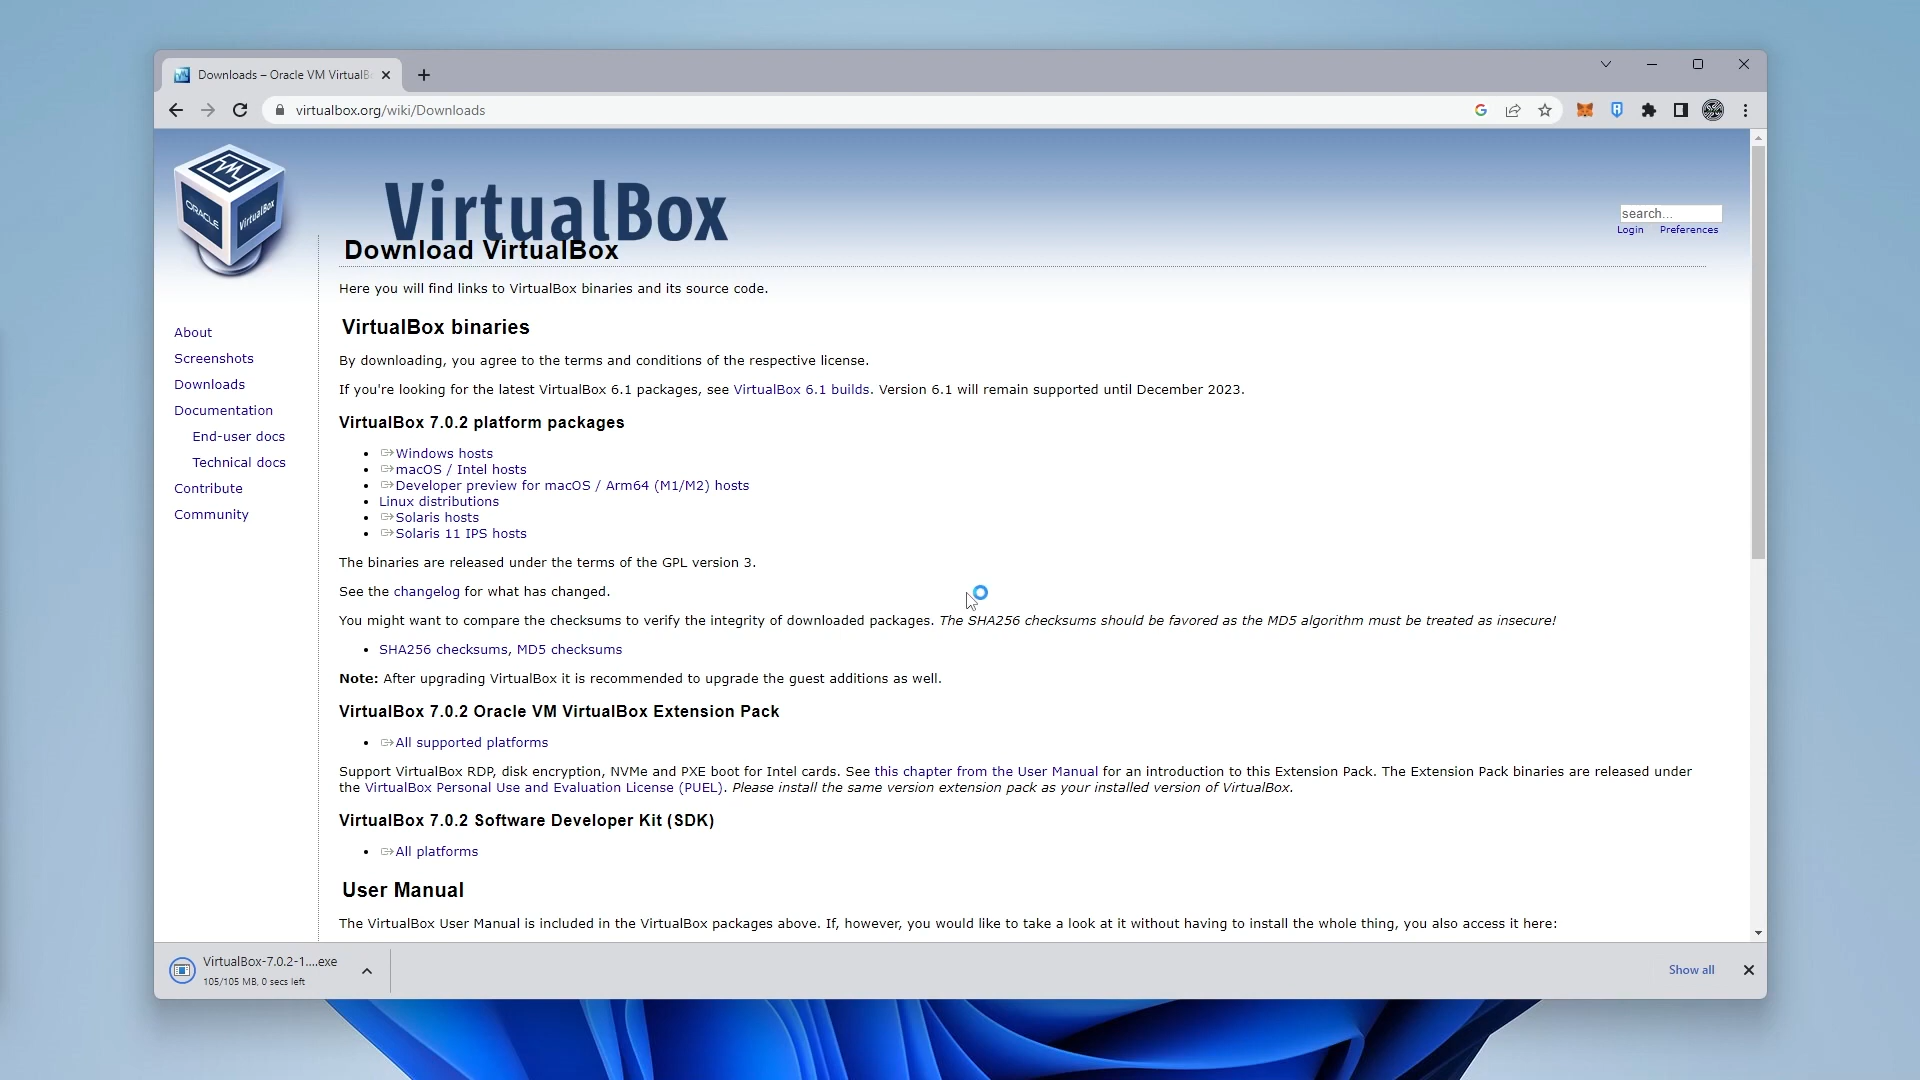 Downloads – Oracle VM VirtualB
virtualbox.org/wiki/Downloads
ORACLE
VirtualBox
VirtualBox
search...
Login Preferences
Download VirtualBox
Here you will find links to VirtualBox binaries and its source code.
About
Screenshots
Downloads
Documentation
End-user docs
Technical docs
Contribute
Community
VirtualBox binaries
By downloading, you agree to the terms and conditions of the respective license.
If you're looking for the latest VirtualBox 6.1 packages, see VirtualBox 6.1 builds. Version 6.1 will remain supported until December 2023.
VirtualBox 7.0.2 platform packages
Windows hosts
macOS / Intel hosts
Developer preview for macOS / Arm64 (M1/M2) hosts
Linux distributions
Solaris hosts
Solaris 11 IPS hosts
The binaries are released under the terms of the GPL version 3.
See the changelog for what has changed.
You might want to compare the checksums to verify the integrity of downloaded packages. The SHA256 checksums should be favored as the MD5 algorithm must be treated as insecure!
SHA256 checksums, MD5 checksums
Note: After upgrading VirtualBox it is recommended to upgrade the guest additions as well.
VirtualBox 7.0.2 Oracle VM VirtualBox Extension Pack
All supported platforms
Support VirtualBox RDP, disk encryption, NVMe and PXE boot for Intel cards. See this chapter from the User Manual for an introduction to this Extension Pack. The Extension Pack binaries are released under
the VirtualBox Personal Use and Evaluation License (PUEL). Please install the same version extension pack as your installed version of VirtualBox.
VirtualBox 7.0.2 Software Developer Kit (SDK)
All platforms
User Manual
The VirtualBox User Manual is included in the VirtualBox packages above. If, however, you would like to take a look at it without having to install the whole thing, you also access it here:
VirtualBox-7.0.2-1....exe
105/105 MB, 0 secs left
Show all